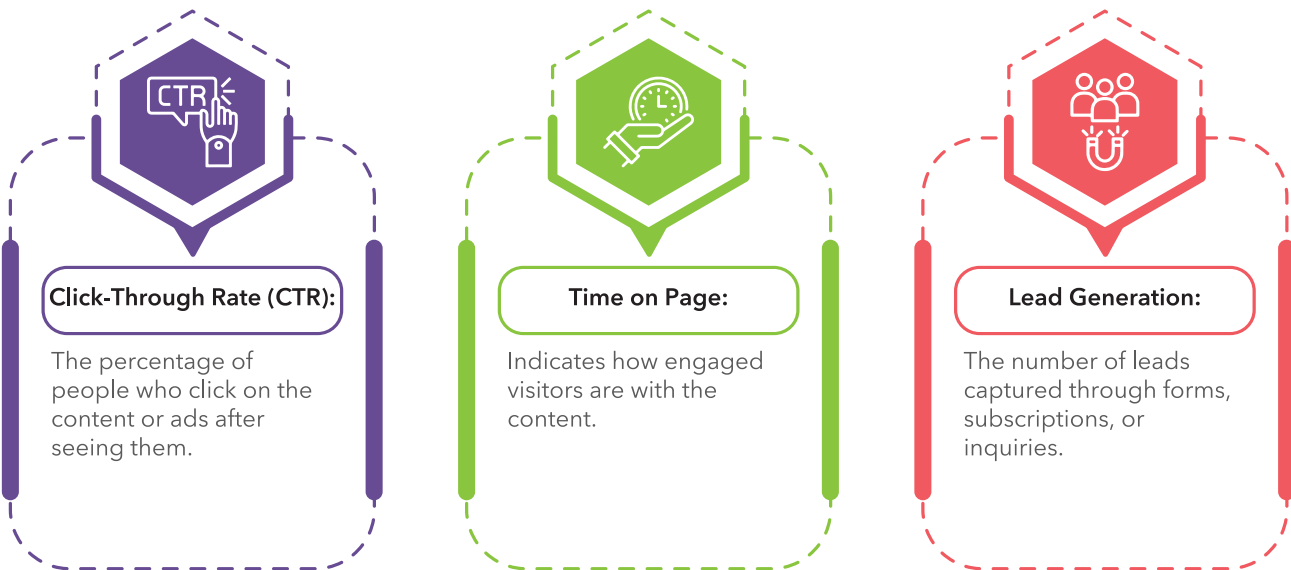 CTR
Click-Through Rate (CTR):
The percentage of
people who click on the
content or ads after
seeing them.
Time on Page:
Indicates how engaged
visitors are with the
content.
Lead Generation:
The number of leads
captured through forms,
subscriptions, or
inquiries.